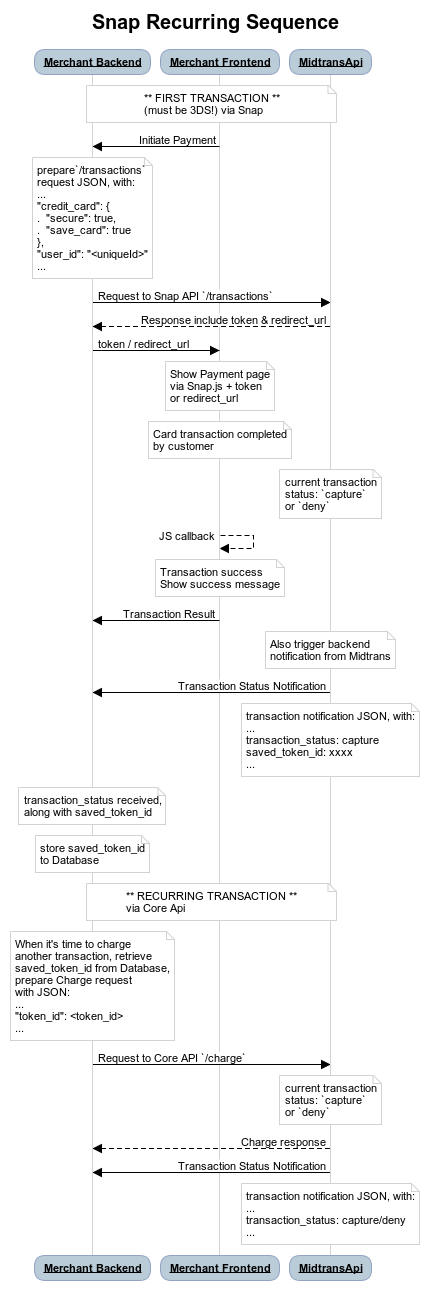 Snap Recurring Sequence
Merchant Backend
Merchant Frontend
MidtransApi
** FIRST TRANSACTION **
(must be 3DS!) via Snap
Initiate Payment
prepare`/transactions`
request JSON, with:
...
"credit_card": {
.  "secure": true,
.  "save_card": true
},
"user_id": "<uniqueId>"
...
Request to Snap API `/transactions`
Response include token & redirect_url
token / redirect_url
Show Payment page
via Snap.js + token
or redirect_url
Card transaction completed
by customer
current transaction
status: `capture`
or `deny`
JS callback
Transaction success
Show success message
Transaction Result
Also trigger backend
notification from Midtrans
Transaction Status Notification
transaction notification JSON, with:
...
transaction_status: capture
saved_token_id: xxxx
...
transaction_status received,
along with saved_token_id
store saved_token_id
to Database
** RECURRING TRANSACTION **
via Core Api
When it's time to charge
another transaction, retrieve
saved_token_id from Database,
prepare Charge request
with JSON:
...
"token_id": <token_id>
...
Request to Core API `/charge`
current transaction
status: `capture`
or `deny`
Charge response
Transaction Status Notification
transaction notification JSON, with:
...
transaction_status: capture/deny
...
Merchant Backend
Merchant Frontend
MidtransApi